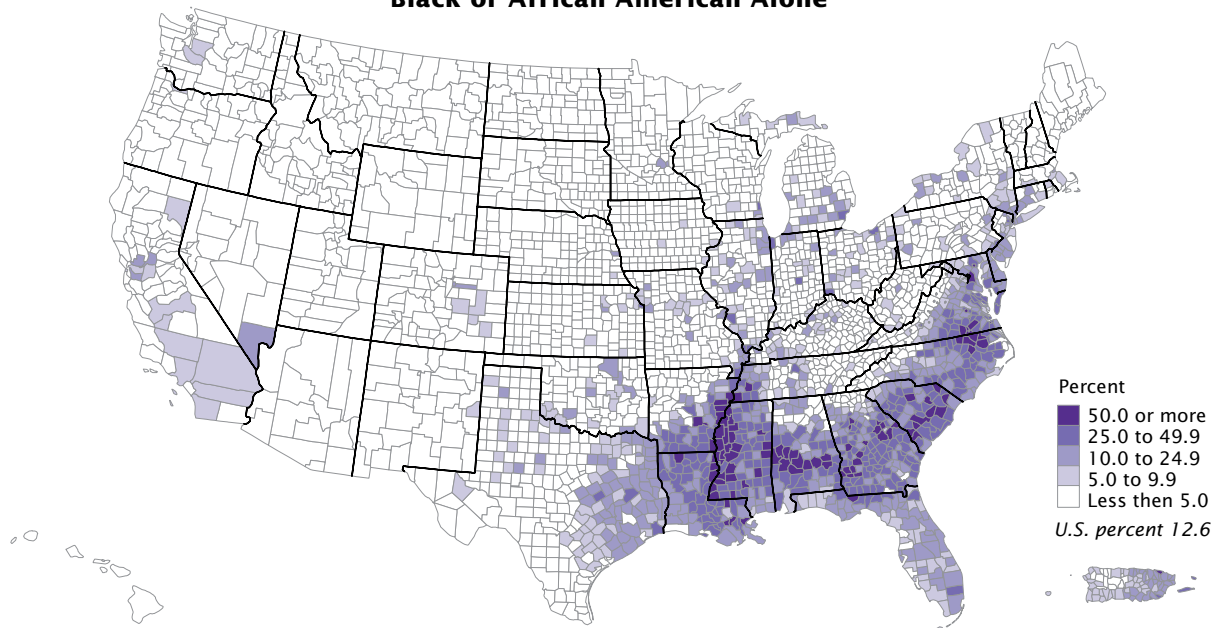 Black or African American Alone
Percent
50.0 or more
25.0 to 49.9
10.0 to 24.9
5.0 to 9.9
Less then 5.0
U.S. percent 12.6